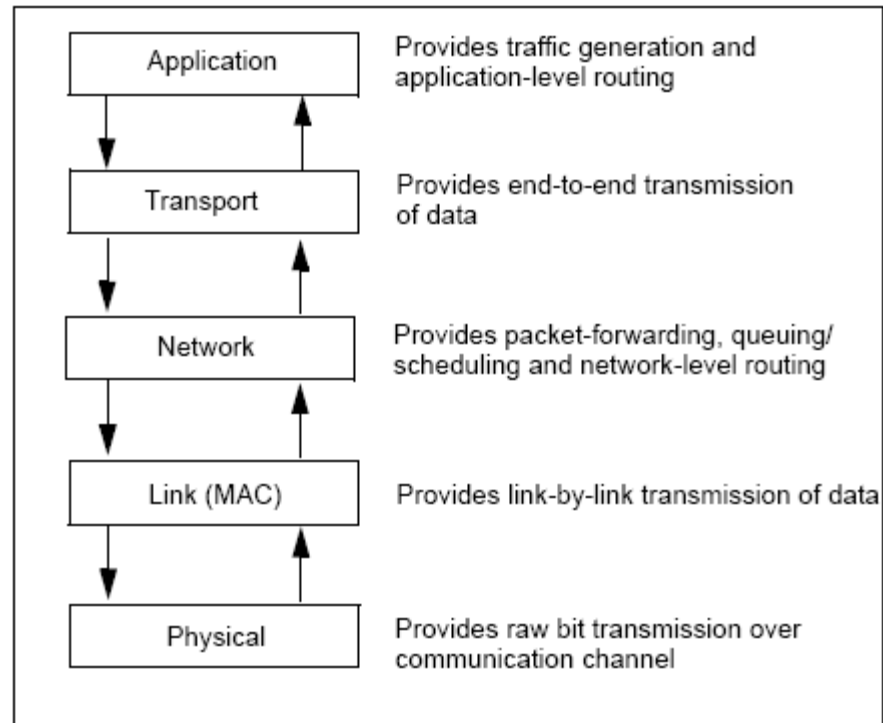 Application
Provides traffic generation and
application-level routing
Transport
Provides end-to-end transmission
of data
Network
Provides packet-forwarding, queuing/
scheduling and network-level routing
Link (MAC)
Provides link-by-link transmission of data
Physical
Provides raw bit transmission over
communication channel